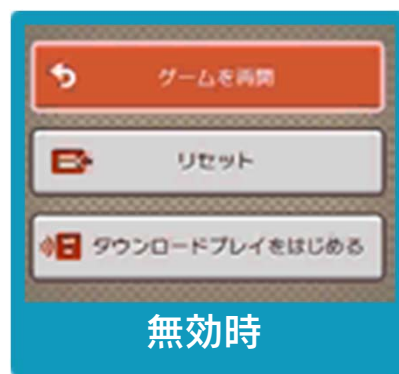 ゲームを再開
リセット
ダウンロードプレイをはじめる
無効時